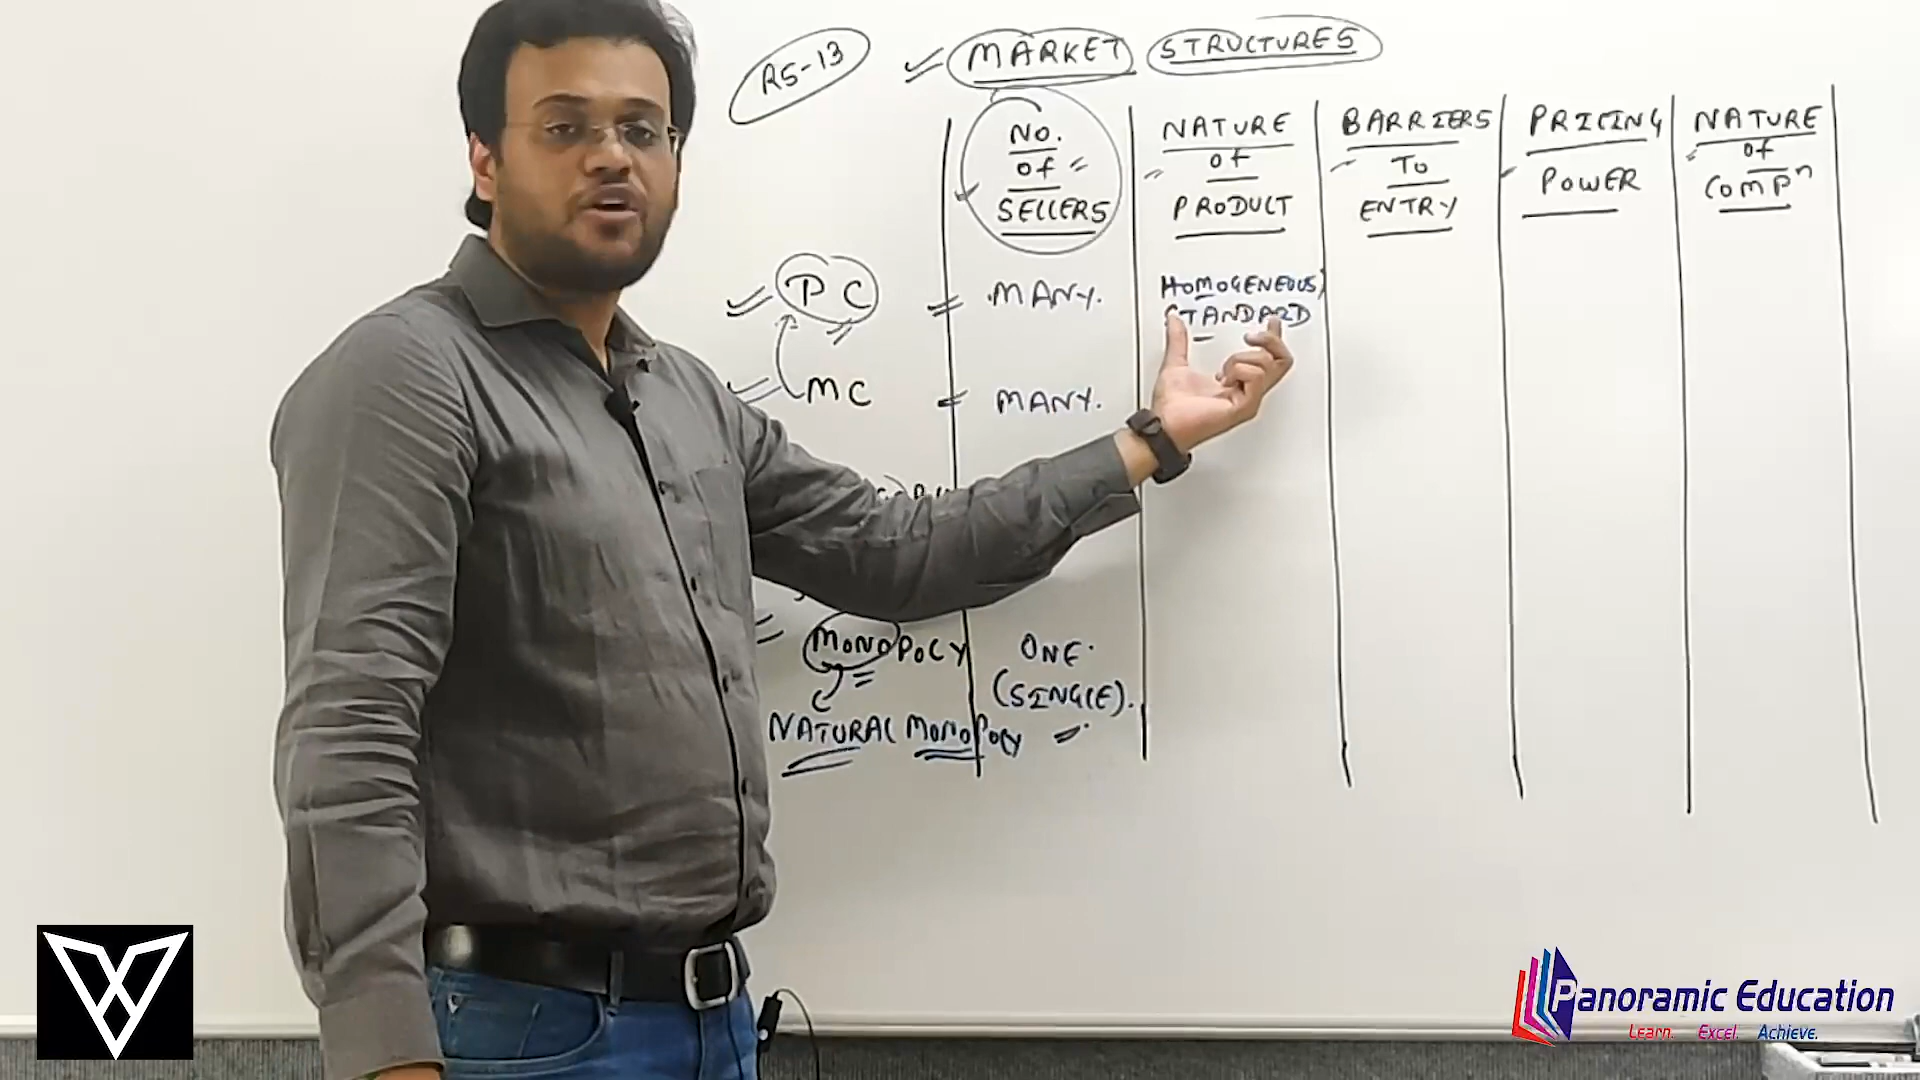 R5-13 MARKET STRUCTURES
NO. OF SELLERS
NATURE OF PRODUCT
BARRIERS TO ENTRY
PRICING POWER
NATURE OF COMPⁿ
PC = MANY. HOMOGENEOUS/
STANDARD
MC = MANY.
MONOPOLY ONE.
(SINGLE).
NATURAL MONOPOLY
Panoramic Education
Learn. Excel. Achieve.